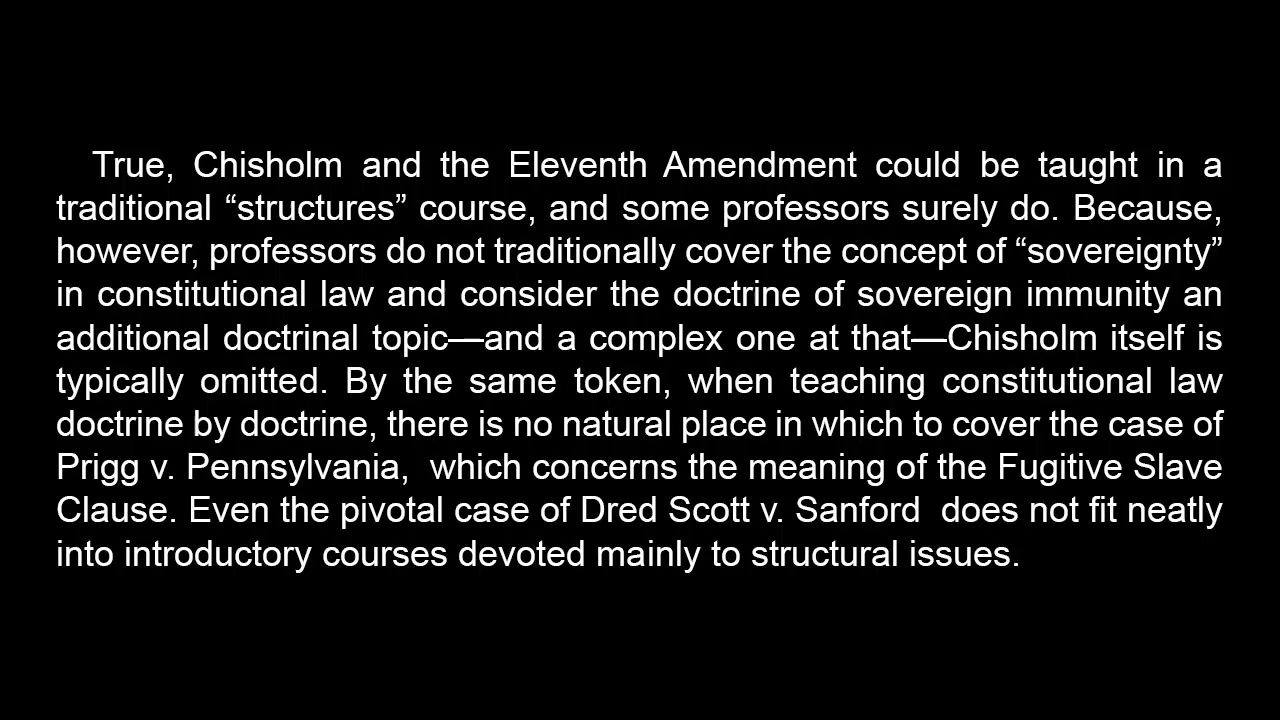 True, Chisholm and the Eleventh Amendment could be taught in a
traditional “structures” course, and some professors surely do. Because,
however, professors do not traditionally cover the concept of “sovereignty”
in constitutional law and consider the doctrine of sovereign immunity an
additional doctrinal topic—and a complex one at that—Chisholm itself is
typically omitted. By the same token, when teaching constitutional law
doctrine by doctrine, there is no natural place in which to cover the case of
Prigg v. Pennsylvania,  which concerns the meaning of the Fugitive Slave
Clause. Even the pivotal case of Dred Scott v. Sanford  does not fit neatly
into introductory courses devoted mainly to structural issues.